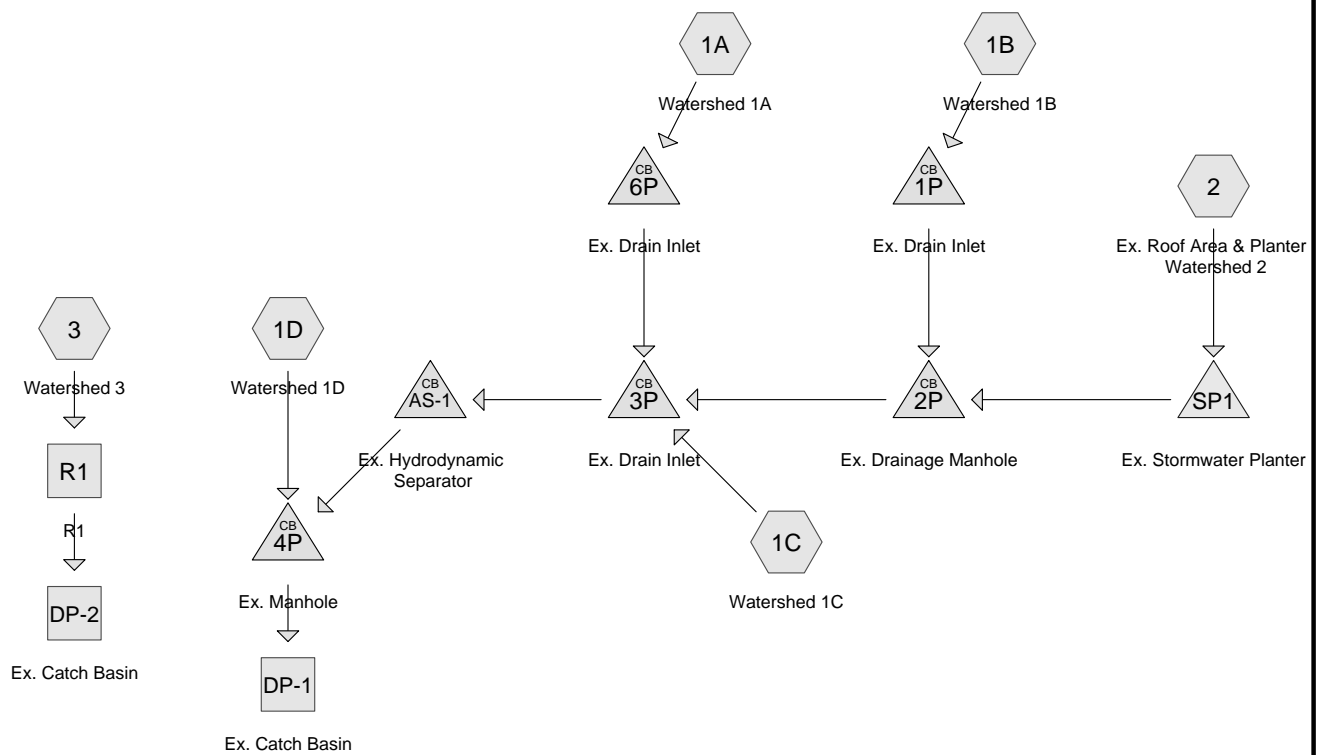 1A
Watershed 1A
1B
Watershed 1B
CB
6P
Ex. Drain Inlet
CB
1P
Ex. Drain Inlet
2
Ex. Roof Area & Planter
Watershed 2
3
Watershed 3
1D
Watershed 1D
CB
AS-1
Ex. Hydrodynamic
Separator
CB
3P
Ex. Drain Inlet
CB
2P
Ex. Drainage Manhole
SP1
Ex. Stormwater Planter
R1
R1
CB
4P
Ex. Manhole
1C
Watershed 1C
DP-2
Ex. Catch Basin
DP-1
Ex. Catch Basin